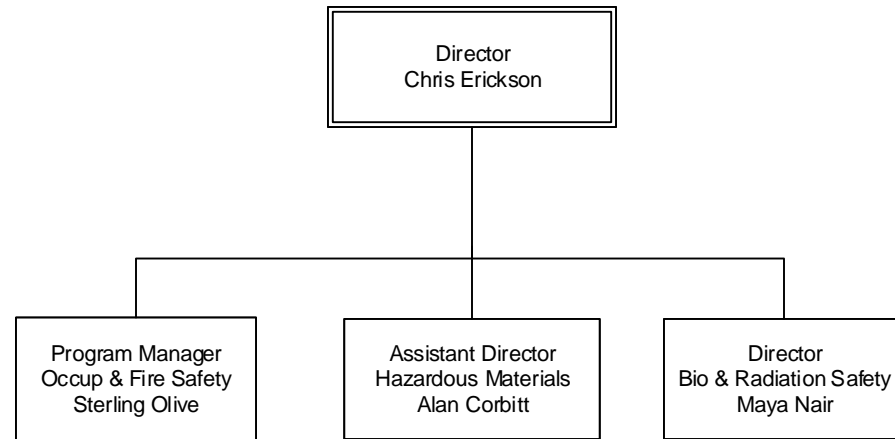 Director
Chris Erickson
Program Manager
Occup & Fire Safety
Sterling Olive
Assistant Director
Hazardous Materials
Alan Corbitt
Director
Bio & Radiation Safety
Maya Nair